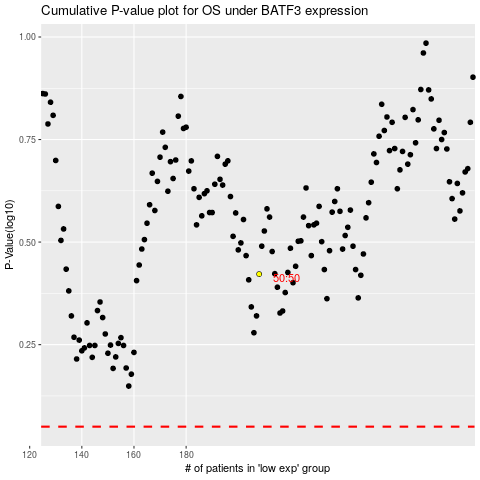 Cumulative P-value plot for OS under BATF3 expression
P-Value(log10)
1.00
0.75
0.50
0.25
50:50
120 140 160 180
# of patients in 'low exp' group